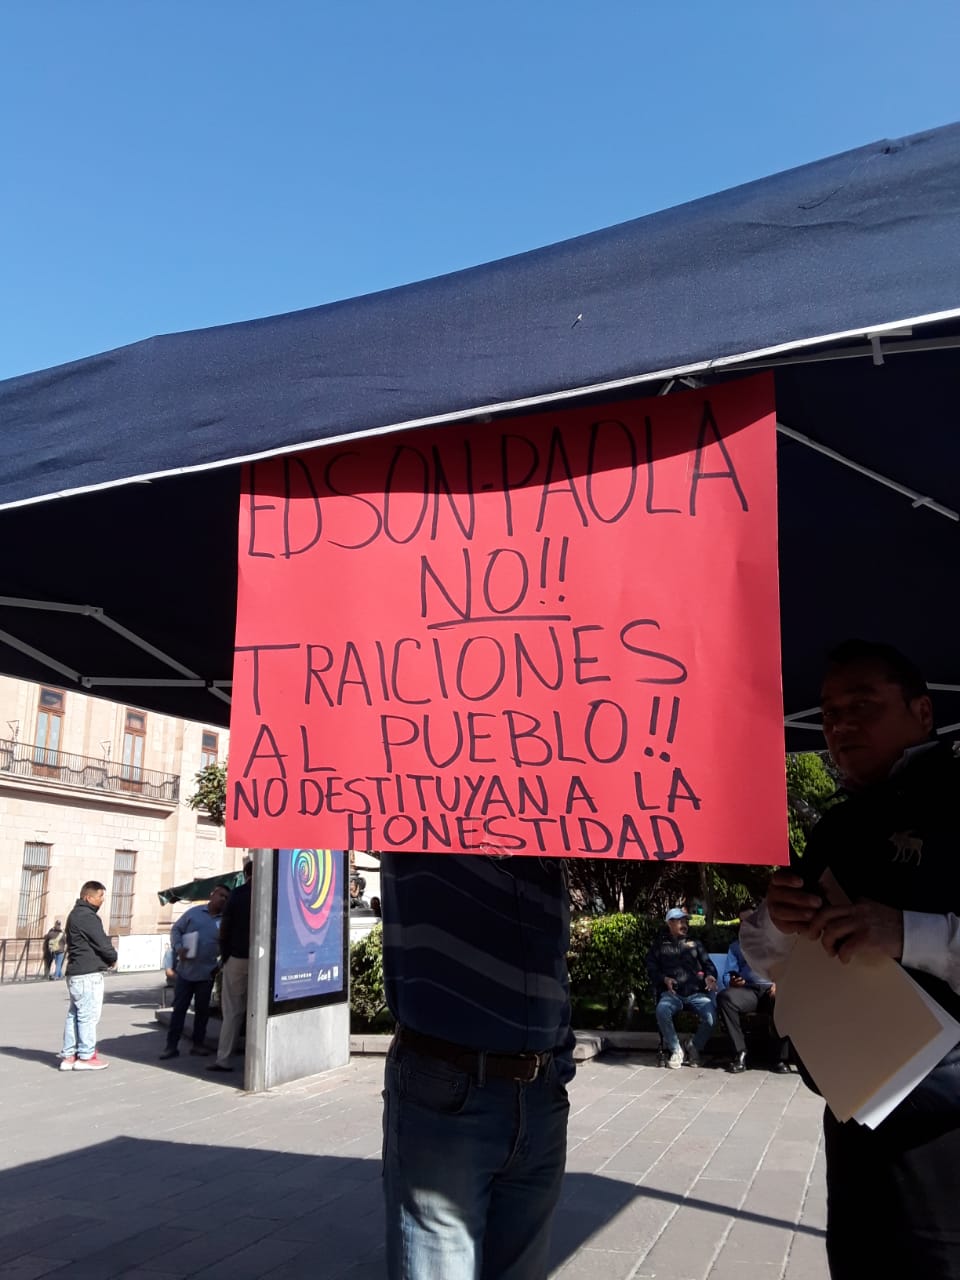 EDSON-PAOLA
NO!!
TRAICIONES
AL PUEBLO!!
NO DESTITUYAN A LA
HONESTIDAD